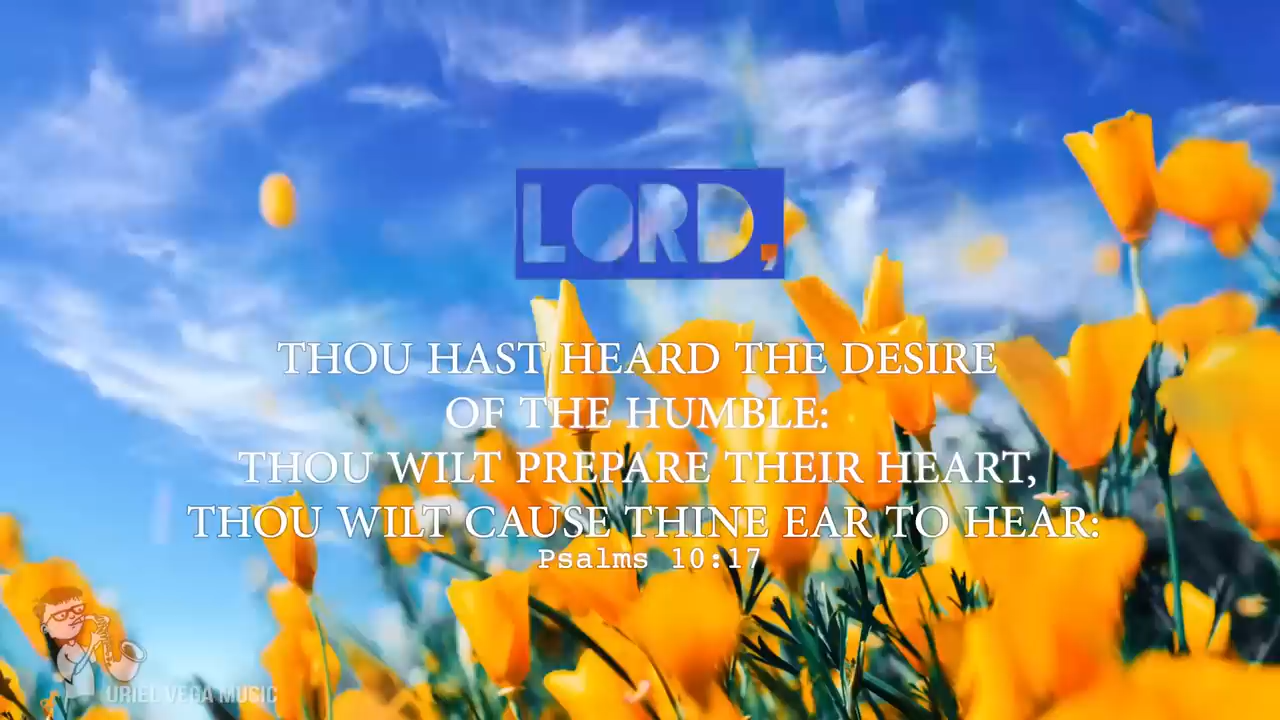 LORD,
THOU HAST HEARD THE DESIRE
OF THE HUMBLE:
THOU WILT PREPARE THEIR HEART,
THOU WILT CAUSE THINE EAR TO HEAR:
Psalms 10:17
URIEL VEGA MUSIC